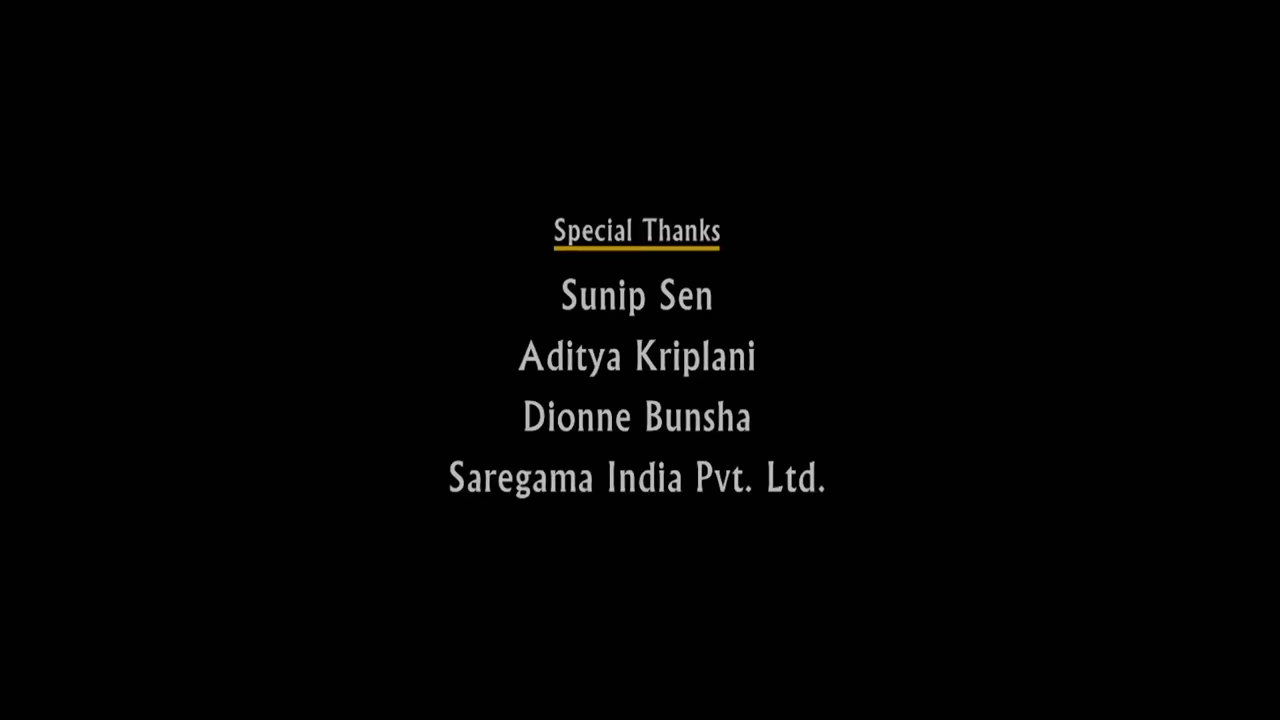 Special Thanks
Sunip Sen
Aditya Kriplani
Dionne Bunsha
Saregama India Pvt. Ltd.